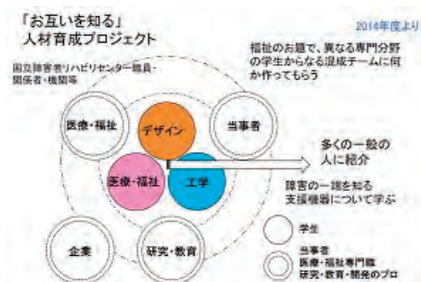 「お互いを知る」
人材育成プロジェクト
2014年度より
国立障害者リハビリセンター職員・
関係者・機関等
福祉のお題で、異なる専門分野
の学生からなる混成チームに何
か作ってもらう
医療・福祉
デザイン
当事者
医療・福祉
工学
多くの一般の
人に紹介
障害の一端を知る
支援機器について学ぶ
企業
研究・教育
学生
当事者
医療・福祉専門職
研究・教育・開発のプロ